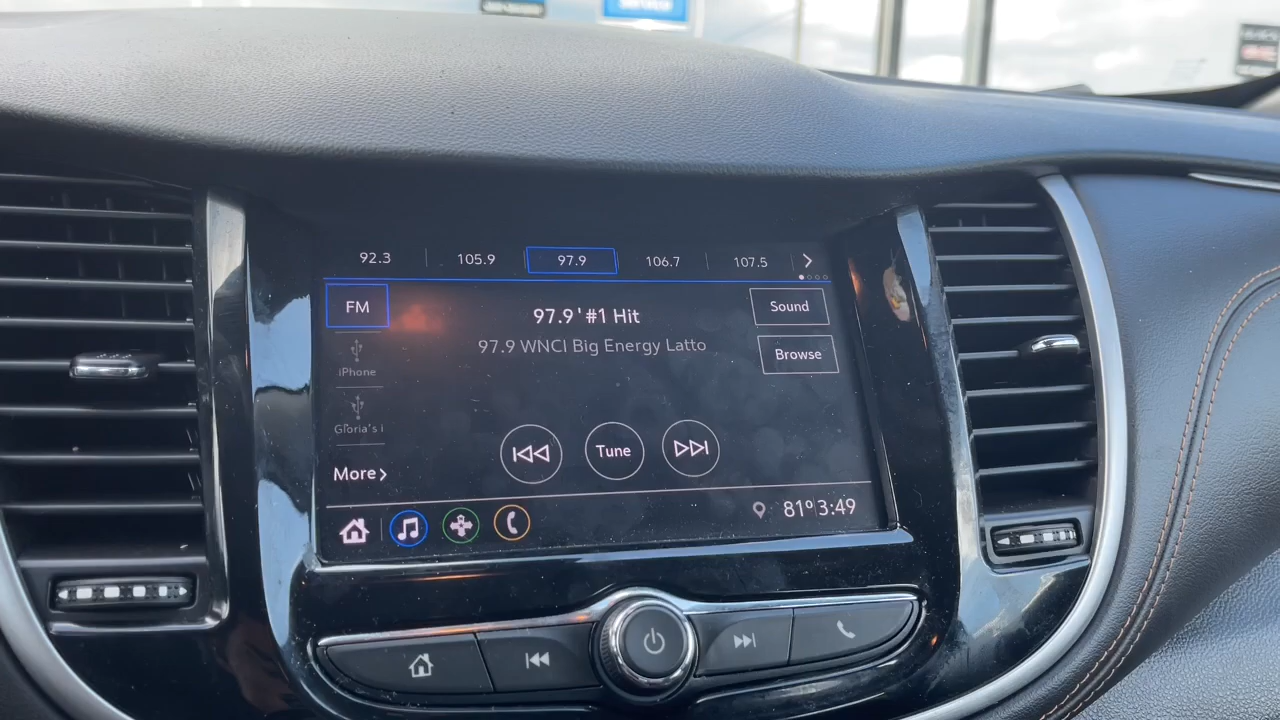 92.3 105.9 97.9 106.7 107.5
FM
97.9 ' #1 Hit
Sound
97.9 WNCI Big Energy Latto
Browse
iPhone
Gloria's i
Tune
More
81° 3:49